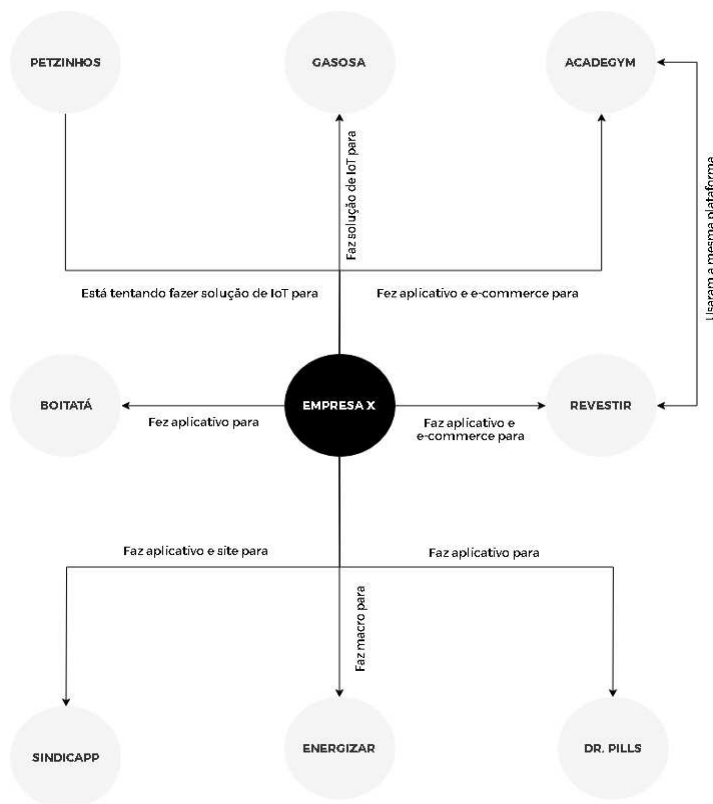 PETZINHOS
GASOSA
ACADEGYM
Faz solução de IoT para
Usaram a mesma plataforma
Está tentando fazer solução de IoT para
Fez aplicativo e e-commerce para
BOITATÁ
EMPRESA X
REVESTIR
Fez aplicativo para
Faz aplicativo e
e-commerce para
Faz aplicativo e site para
Faz aplicativo para
Faz macro para
SINDICAPP
ENERGIZAR
DR. PILLS